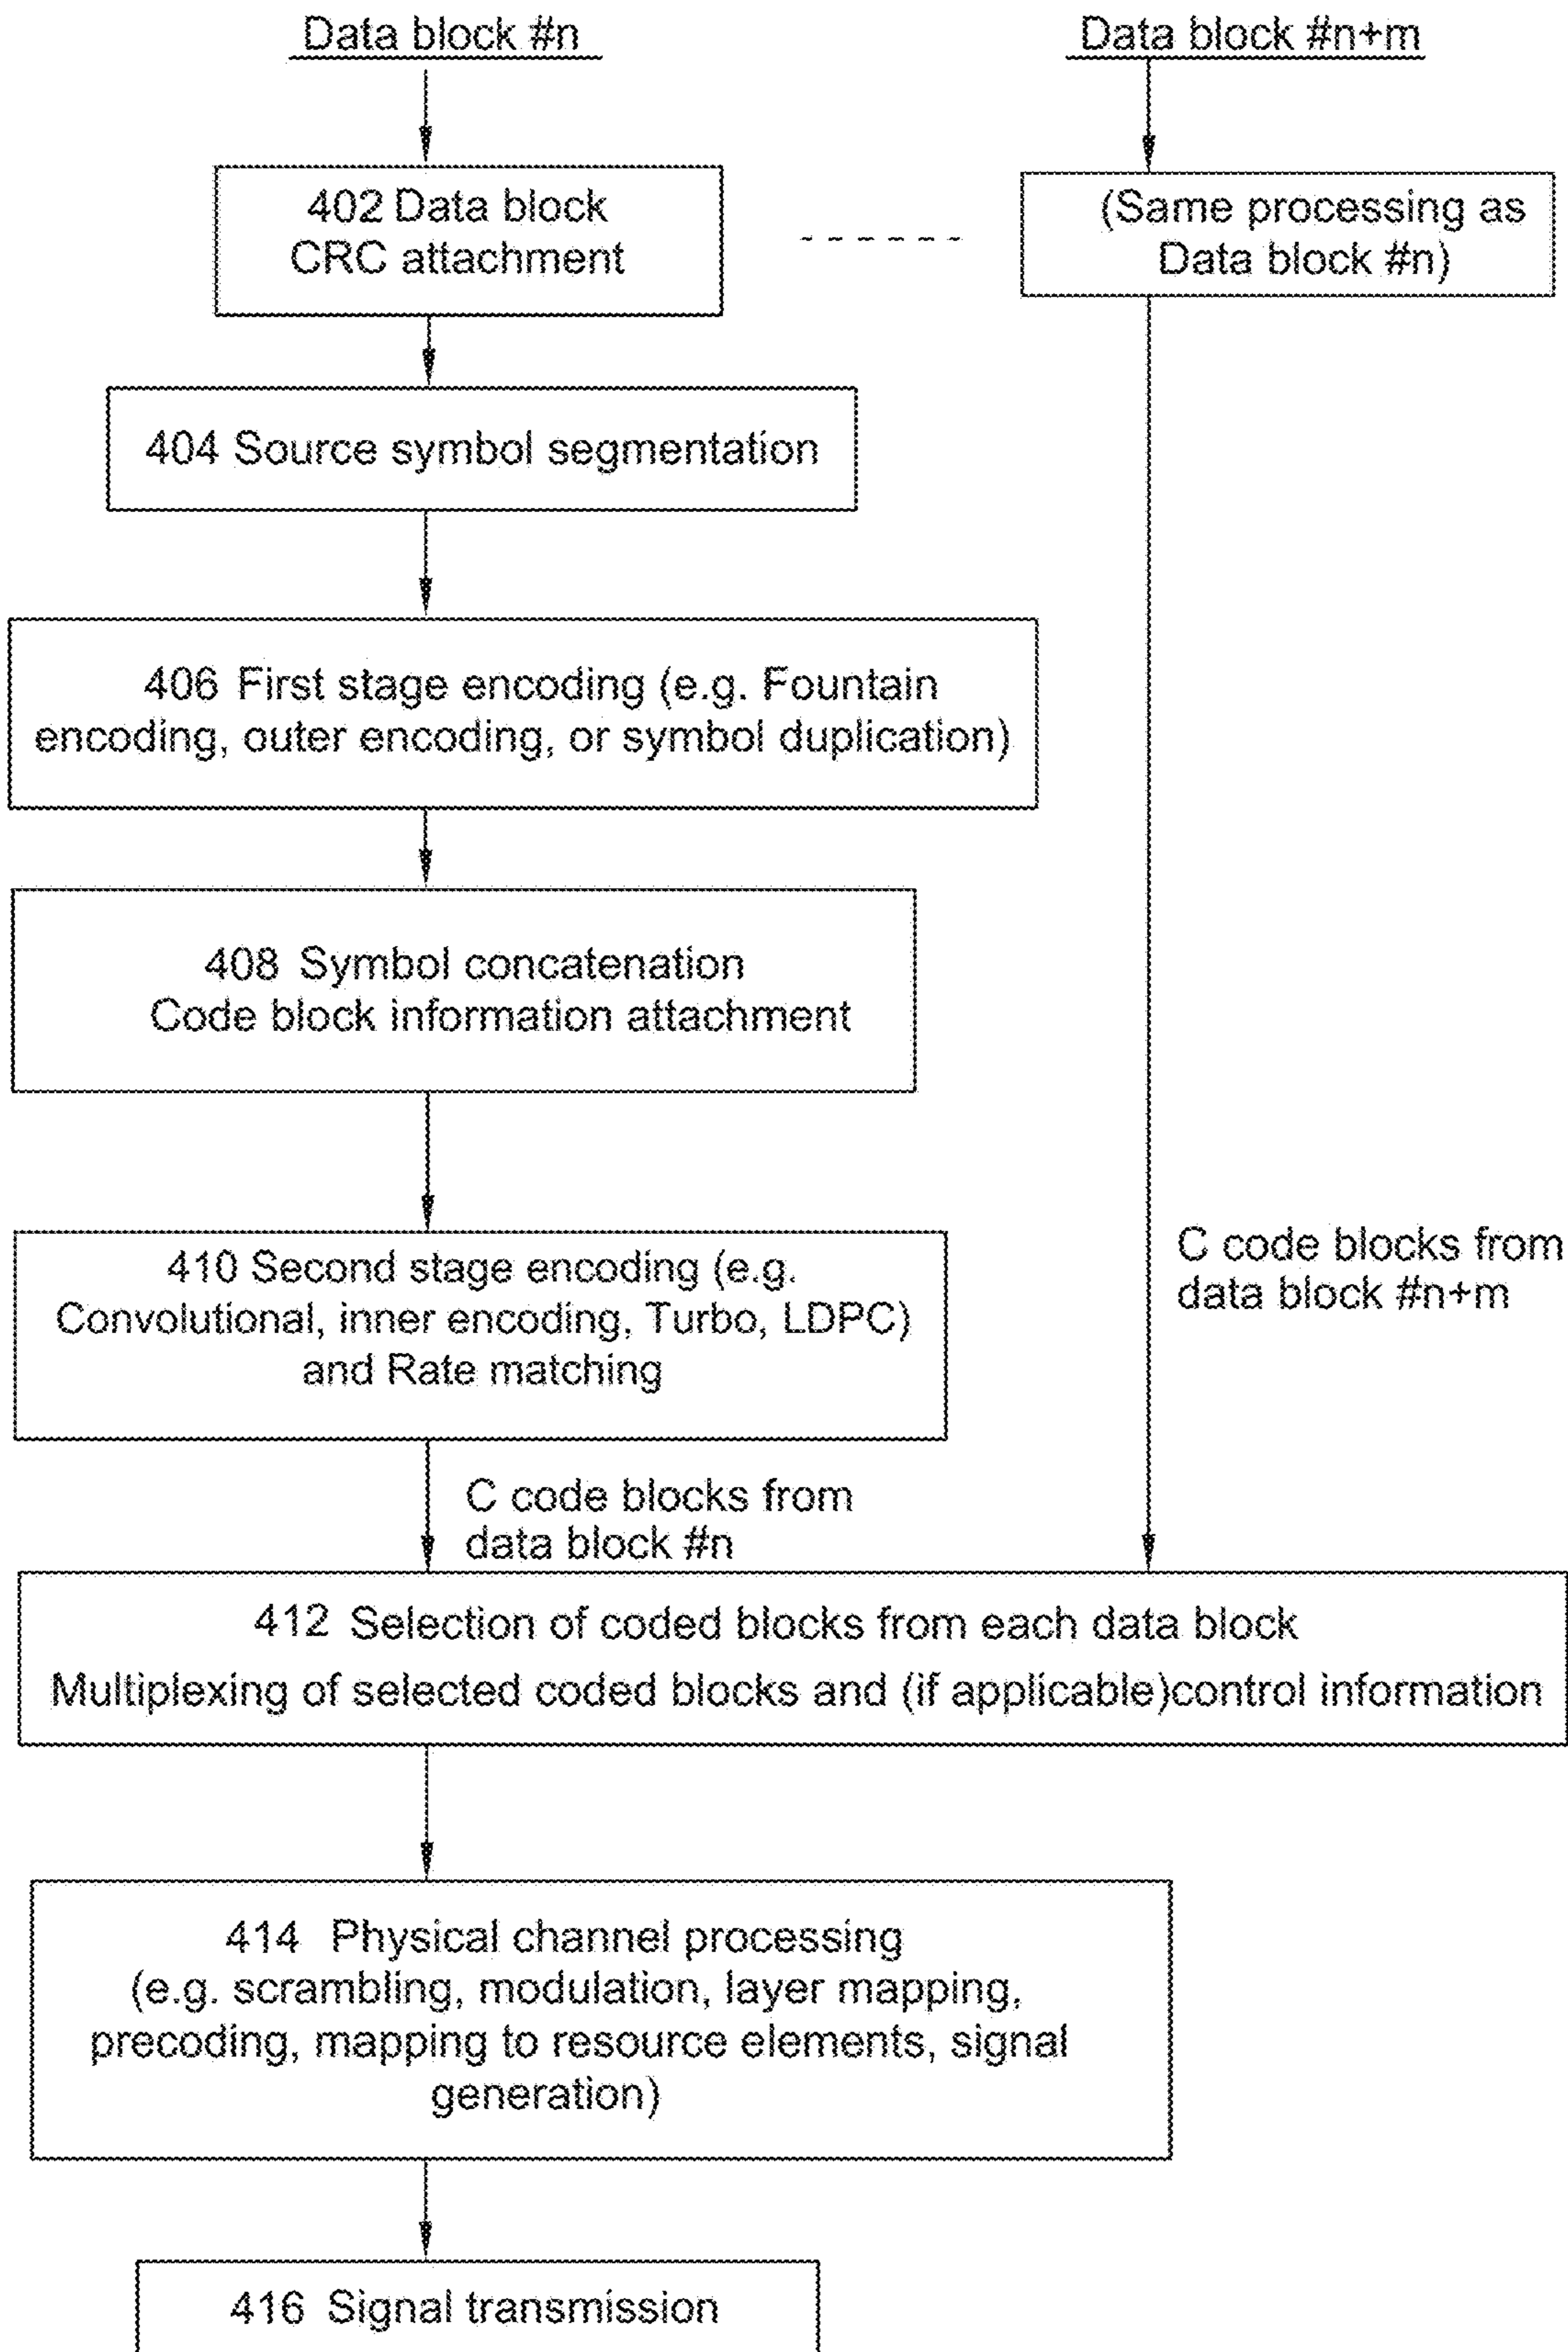 Data block #n
Data block #n+m
402 Data block
CRC attachment
(Same processing as
Data block #n)
404 Source symbol segmentation
406 First stage encoding (e.g. Fountain
encoding, outer encoding, or symbol duplication)
408 Symbol concatenation
Code block information attachment
410 Second stage encoding (e.g.
Convolutional, inner encoding, Turbo, LDPC)
and Rate matching
C code blocks from
data block #n+m
C code blocks from
data block #n
412 Selection of coded blocks from each data block
Multiplexing of selected coded blocks and (if applicable)control information
414 Physical channel processing
(e.g. scrambling, modulation, layer mapping,
precoding, mapping to resource elements, signal
generation)
416 Signal transmission